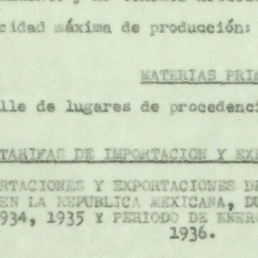 cidad máxima de producción:
MATERIAS PRI
lle de lugares de procedenci
TARIFAS DE IMPORTACION Y EX
RTACIONES Y EXPORTACIONES D
EN LA REPUBLICA MEXICANA, DU
934, 1935 Y PERIODO DE ENER
1936.